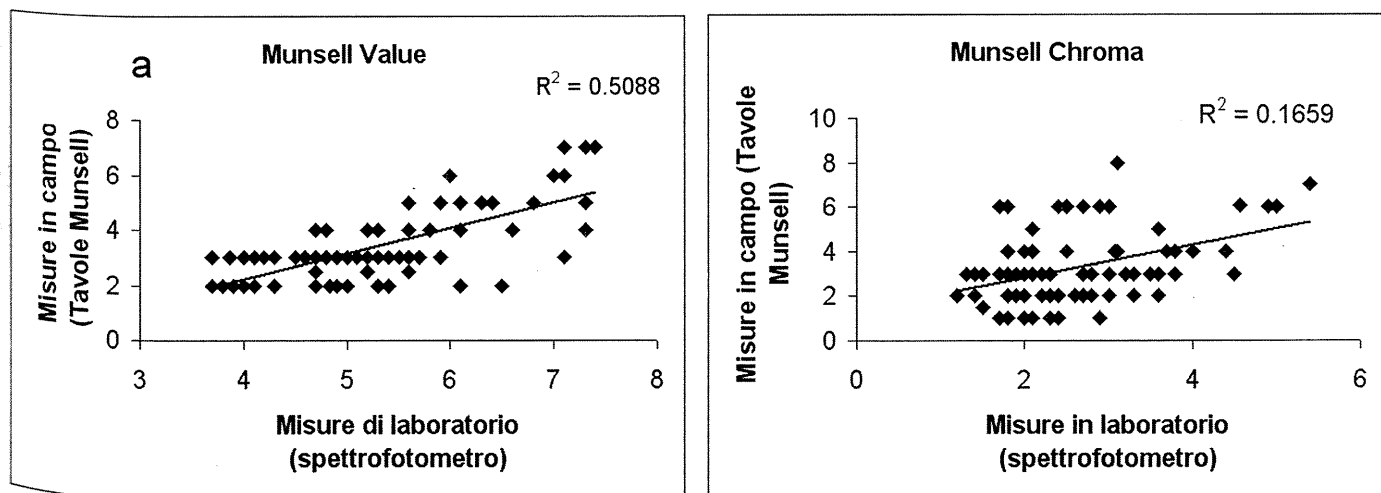 a
Munsell Value
R² = 0.5088
Misure in campo
(Tavole Munsell)
8
6
4
2
0
3 4 5 6 7 8
Misure di laboratorio
(spettrofotometro)
Munsell Chroma
R² = 0.1659
Misure in campo (Tavole
Munsell)
10
8
6
4
2
0
0 2 4 6
Misure in laboratorio
(spettrofotometro)